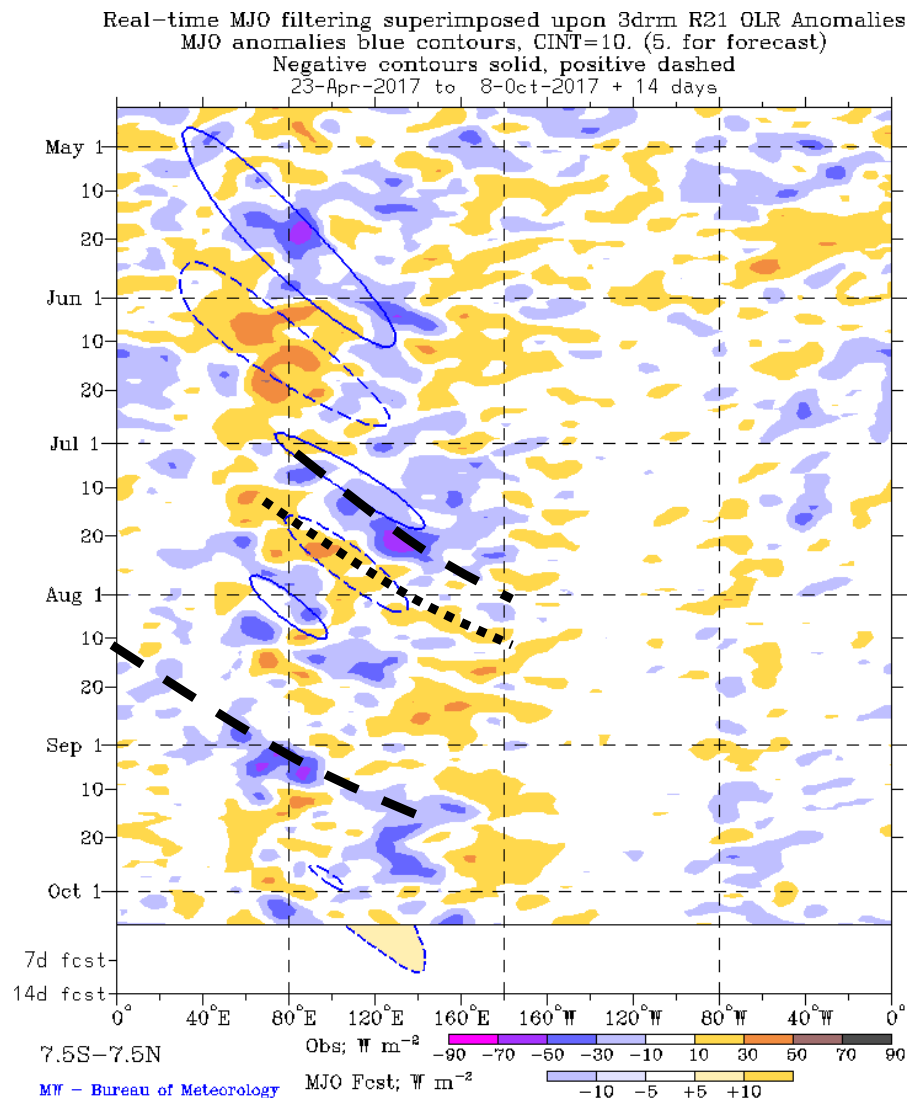 Real-time MJO filtering superimposed upon 3drm R21 OLR Anomalies
MJO anomalies blue contours, CINT=10. (5. for forecast)
Negative contours solid, positive dashed
23-Apr-2017 to 8-Oct-2017 + 14 days
May 1
10
20
Jun 1
10
20
Jul 1
10
20
Aug 1
10
20
Sep 1
10
20
Oct 1
7d fcst
14d fcst
0° 40°E 80°E 120°E 160°E 160°W 120°W 80°W 40°W 0°
7.5S-7.5N
Obs; W m⁻²
-90 -70 -50 -30 -10 10 30 50 70 90
MW - Bureau of Meteorology
MJO Fcst; W m⁻²
-10 -5 +5 +10